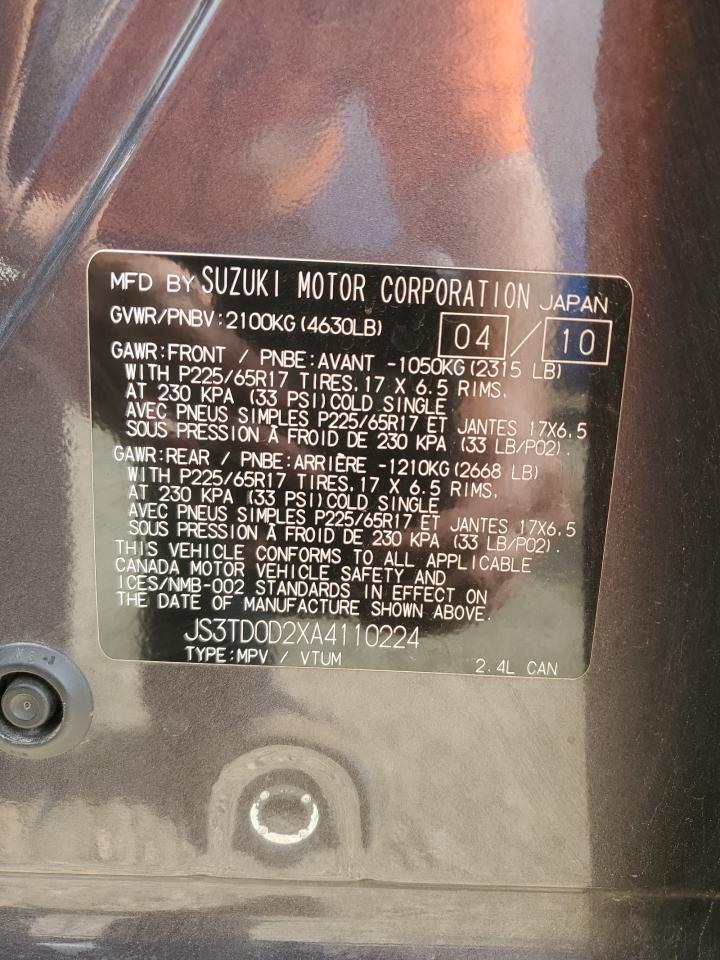 MFD BY SUZUKI MOTOR CORPORATION JAPAN
GVWR/PNBV:2100KG(4630LB) 04 / 10
GAWR:FRONT / PNBE:AVANT -1050KG(2315 LB)
WITH P225/65R17 TIRES,17 X 6.5 RIMS,
AT 230 KPA (33 PSI)COLD SINGLE
AVEC PNEUS SIMPLES P225/65R17 ET JANTES 17X6.5
SOUS PRESSION À FROID DE 230 KPA (33 LB/PO2).
GAWR:REAR / PNBE:ARRIÈRE -1210KG(2668 LB)
WITH P225/65R17 TIRES,17 X 6.5 RIMS,
AT 230 KPA (33 PSI)COLD SINGLE
AVEC PNEUS SIMPLES P225/65R17 ET JANTES 17X6.5
SOUS PRESSION À FROID DE 230 KPA (33 LB/PO2).
THIS VEHICLE CONFORMS TO ALL APPLICABLE
CANADA MOTOR VEHICLE SAFETY AND
ICES/NMB-002 STANDARDS IN EFFECT ON
THE DATE OF MANUFACTURE SHOWN ABOVE.
JS3TD0D2XA4110224
TYPE:MPV / VTUM 2.4L CAN